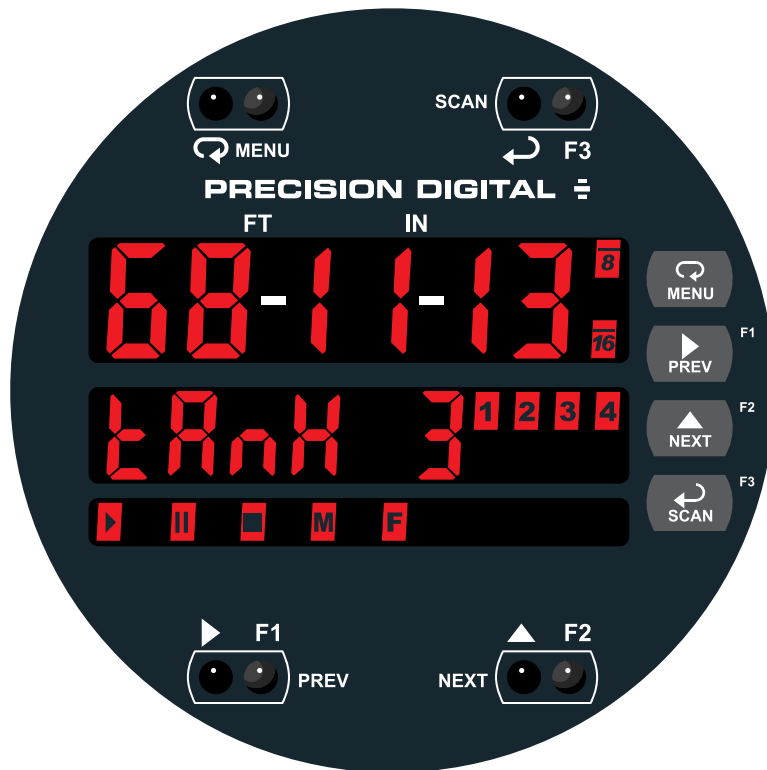 SCAN
MENU F3
PRECISION DIGITAL
FT IN
68-11-13 8
16
MENU
F1
PREV
tAnK 3 1 2 3 4
F2
NEXT
F3
SCAN
M F
F1 F2
PREV NEXT